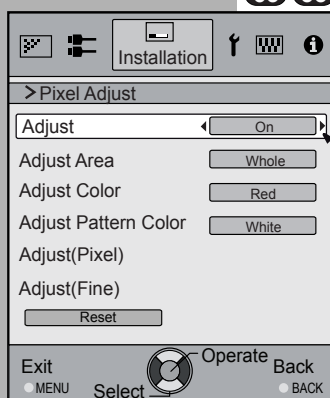 Installation
>Pixel Adjust
Adjust On
Adjust Area Whole
Adjust Color Red
Adjust Pattern Color White
Adjust(Pixel)
Adjust(Fine)
Reset
Exit Operate Back
MENU Select BACK